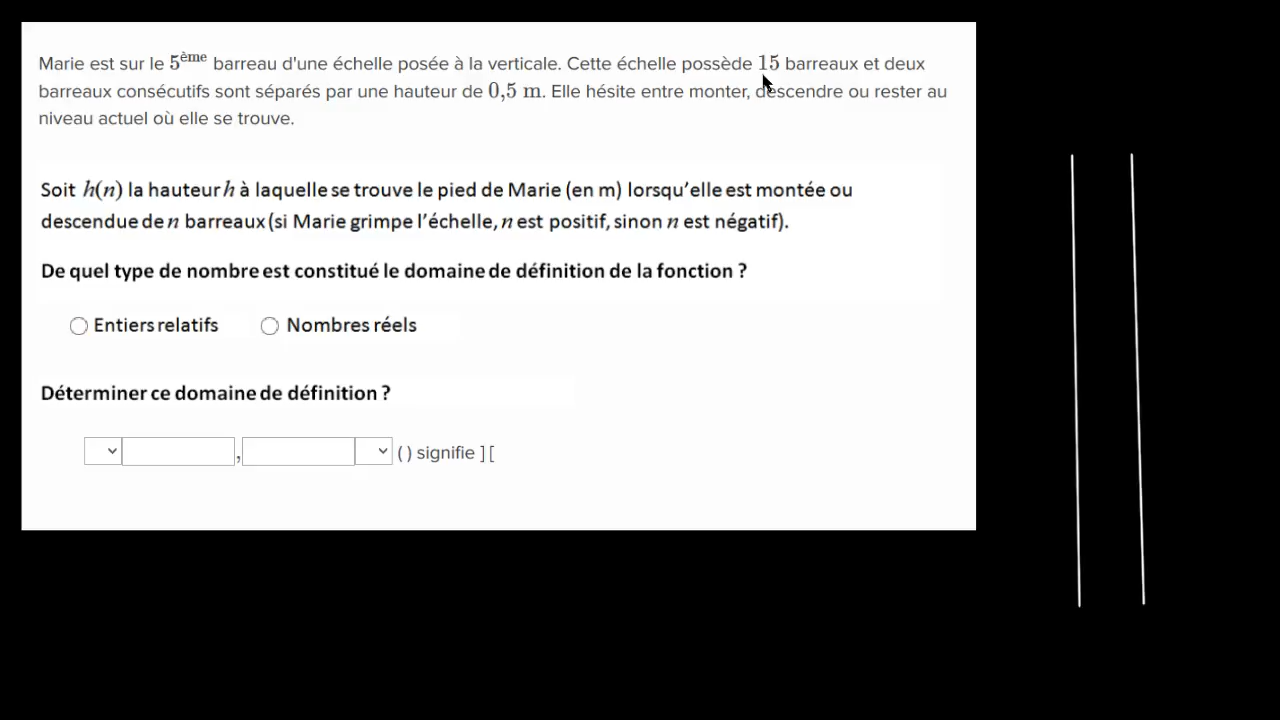 Marie est sur le 5ème barreau d'une échelle posée à la verticale. Cette échelle possède 15 barreaux et deux
barreaux consécutifs sont séparés par une hauteur de 0,5 m. Elle hésite entre monter, descendre ou rester au
niveau actuel où elle se trouve.
Soit h(n) la hauteur h à laquelle se trouve le pied de Marie (en m) lorsqu'elle est montée ou
descendue de n barreaux (si Marie grimpe l'échelle, n est positif, sinon n est négatif).
De quel type de nombre est constitué le domaine de définition de la fonction ?
Entiers relatifs Nombres réels
Déterminer ce domaine de définition ?
, ( ) signifie ] [